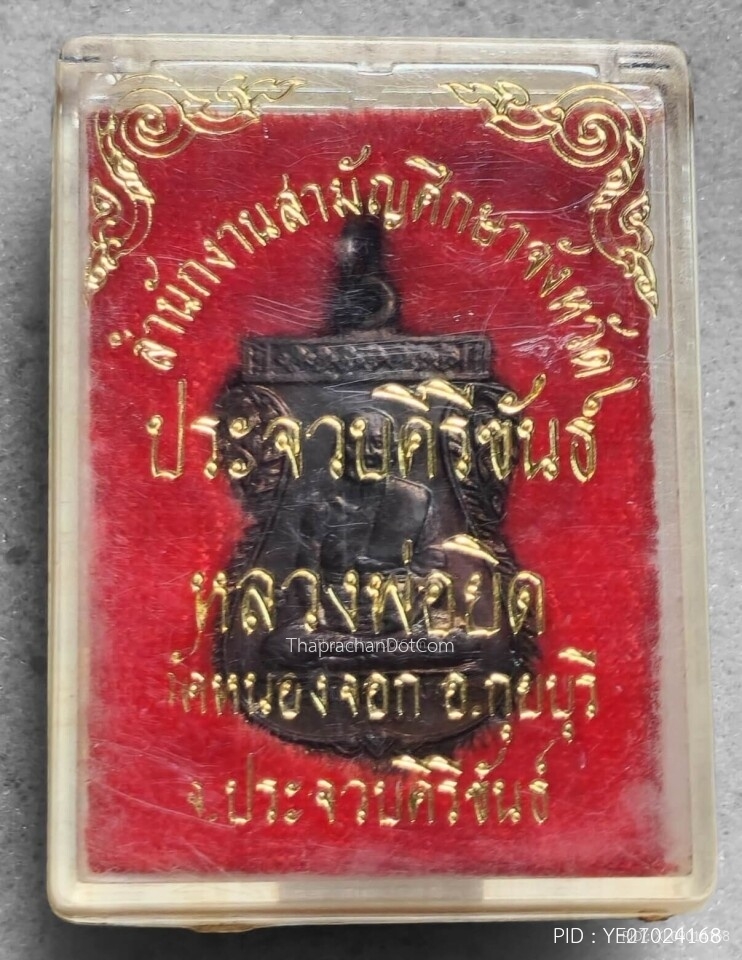 สำนักงานสามัญศึกษาจังหวัด
ประจวบคีรีขันธ์
หลวงพ่อยิด
ThaprachanDotCom
วัดหนองจอก อ.กุยบุรี
จ.ประจวบคีรีขันธ์
PID : YE27024168